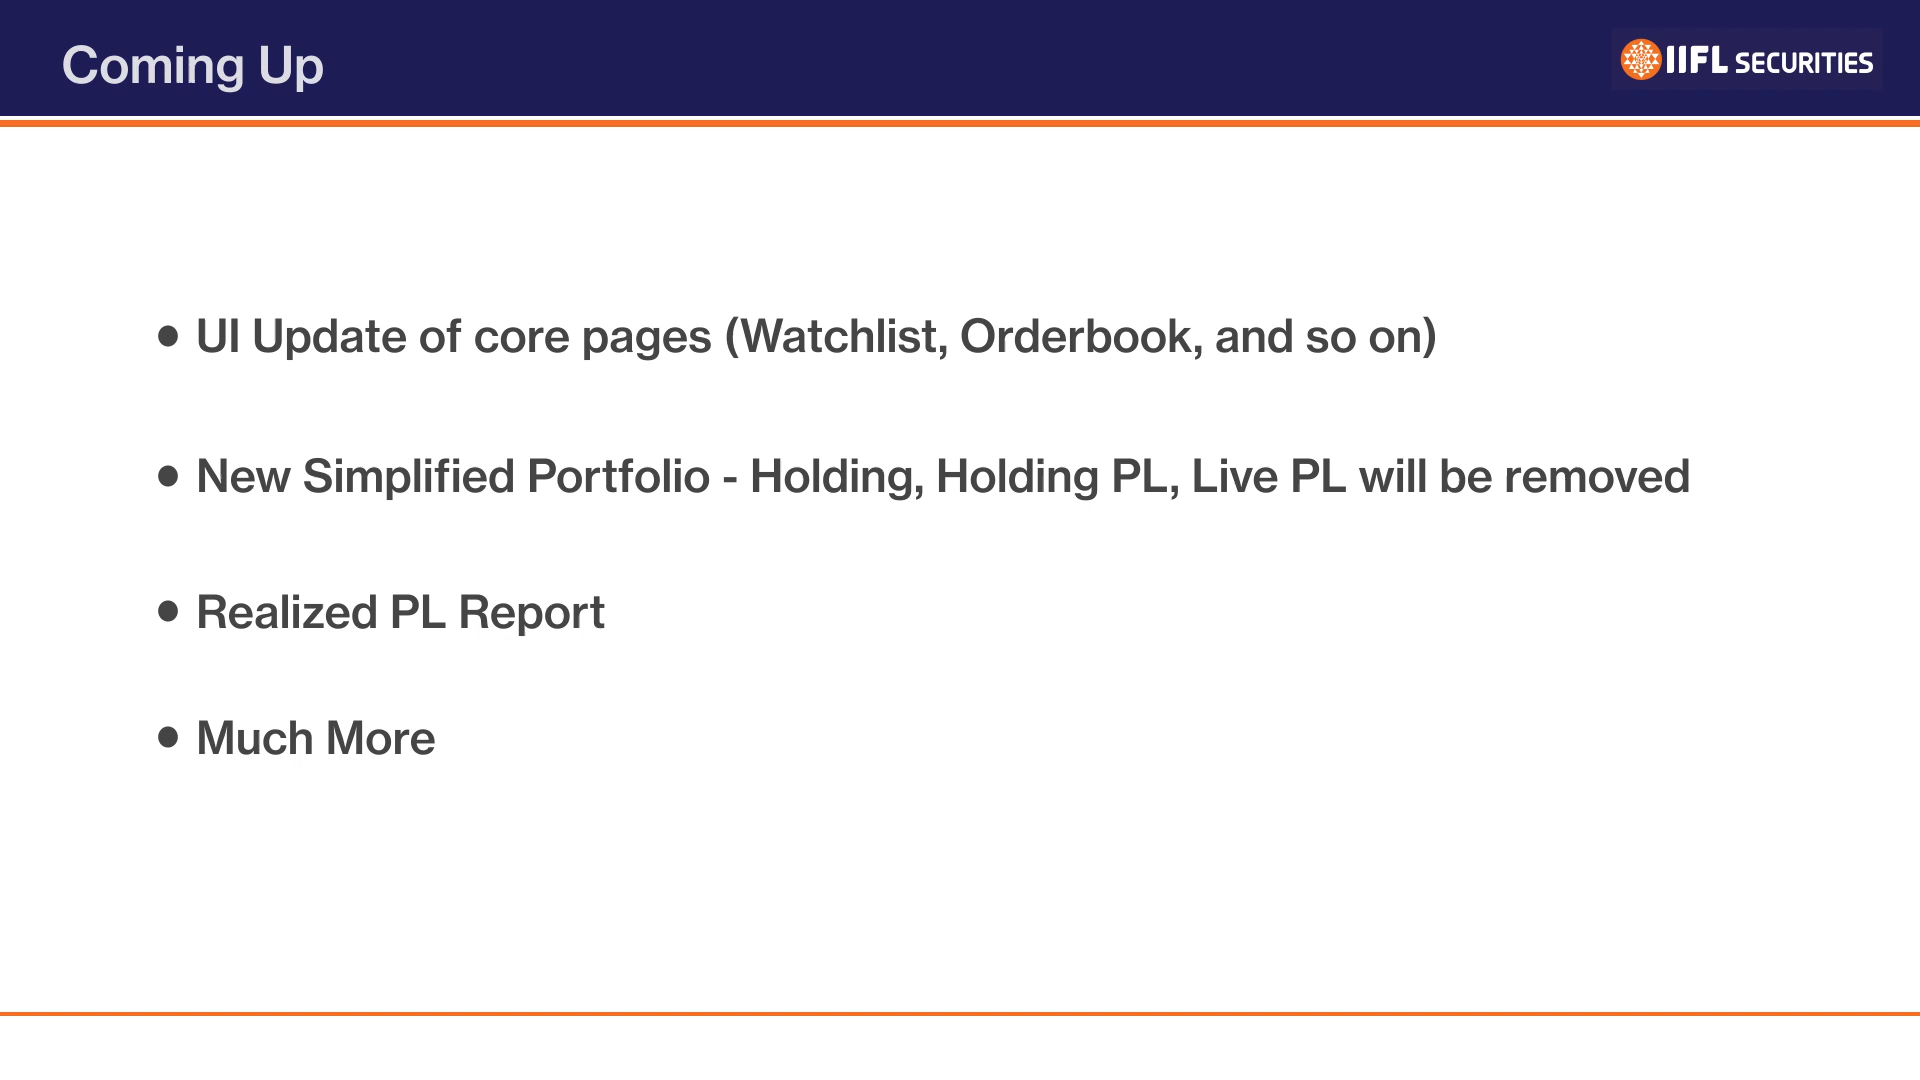 Coming Up
IIFL SECURITIES
• UI Update of core pages (Watchlist, Orderbook, and so on)
• New Simplified Portfolio - Holding, Holding PL, Live PL will be removed
• Realized PL Report
• Much More